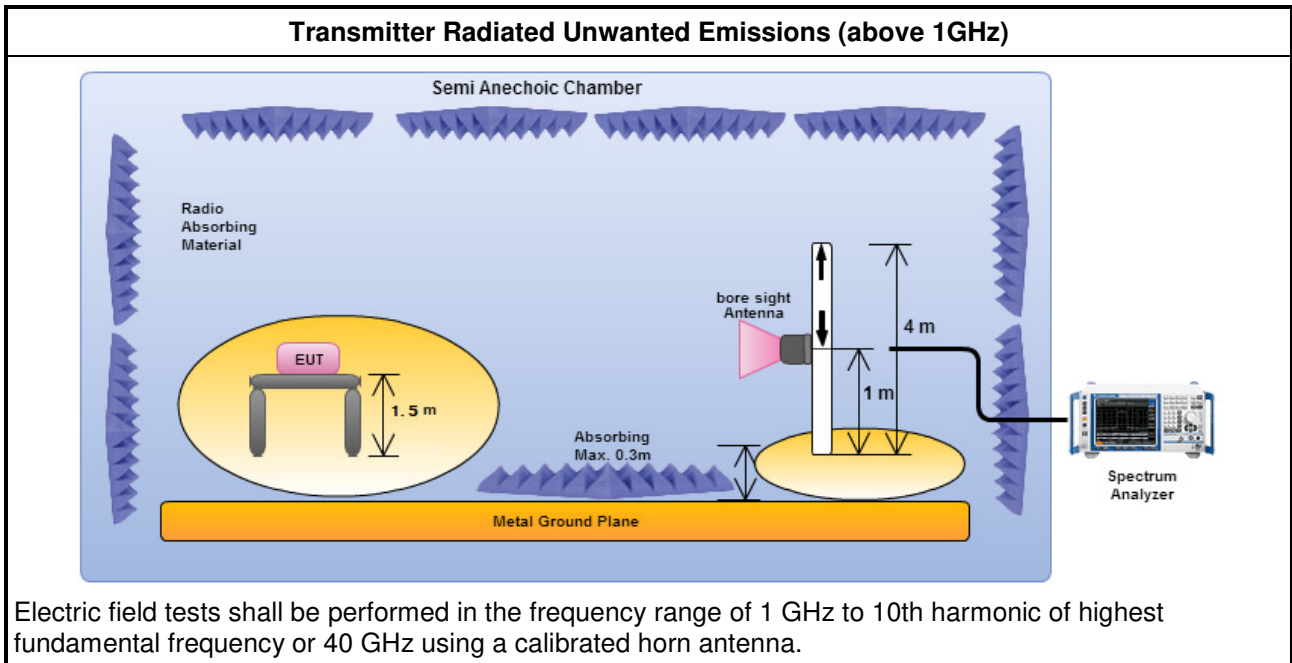 Transmitter Radiated Unwanted Emissions (above 1GHz)
Semi Anechoic Chamber
Radio
Absorbing
Material
bore sight
Antenna
4 m
EUT
1 m
1.5 m
Absorbing
Max. 0.3m
Spectrum
Analyzer
Metal Ground Plane
Electric field tests shall be performed in the frequency range of 1 GHz to 10th harmonic of highest
fundamental frequency or 40 GHz using a calibrated horn antenna.